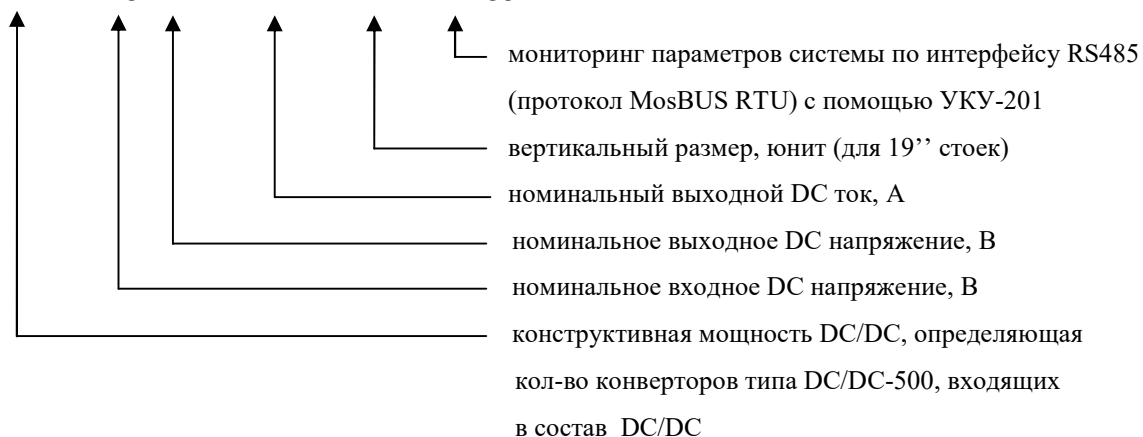 мониторинг параметров системы по интерфейсу RS485
(протокол MosBUS RTU) с помощью УКУ-201
вертикальный размер, юнит (для 19’’ стоек)
номинальный выходной DC ток, А
номинальное выходное DC напряжение, В
номинальное входное DC напряжение, В
конструктивная мощность DC/DC, определяющая
кол-во конверторов типа DC/DC-500, входящих
в состав DC/DC